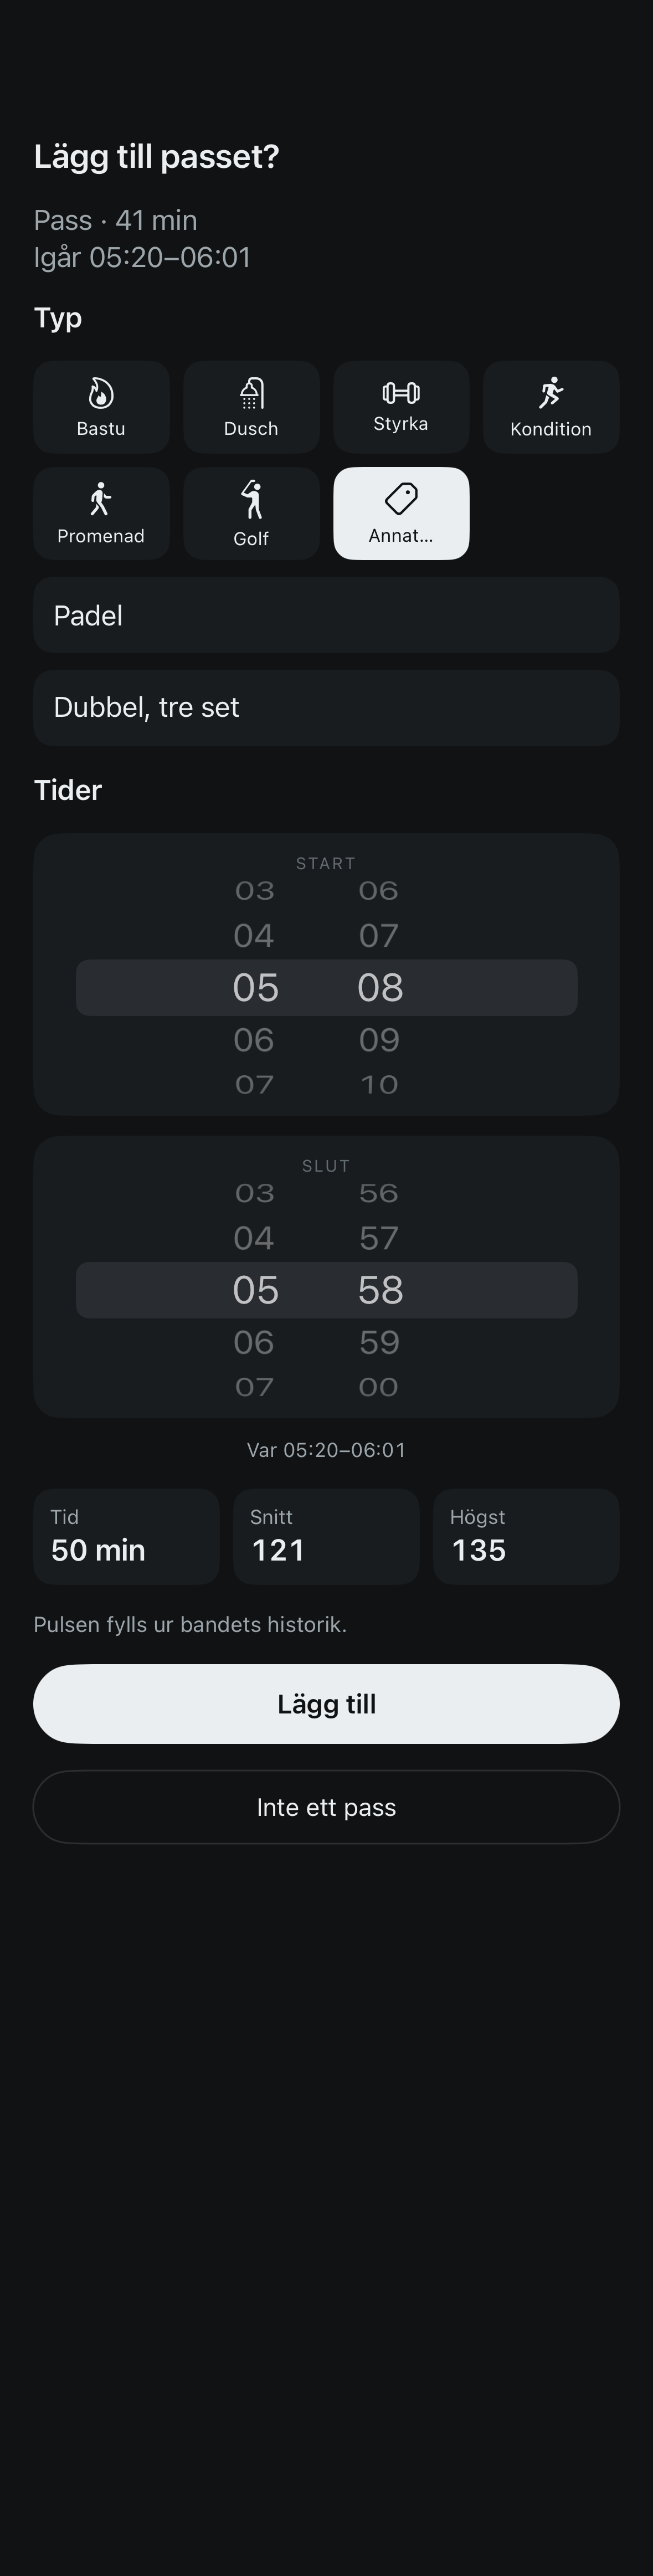 Lägg till passet?
Pass · 41 min
Igår 05:20–06:01
Typ
Bastu
Dusch
Styrka
Kondition
Promenad
Golf
Annat...
Padel
Dubbel, tre set
Tider
START
03 06
04 07
05 08
06 09
07 10
SLUT
03 56
04 57
05 58
06 59
07 00
Var 05:20–06:01
Tid
50 min
Snitt
121
Högst
135
Pulsen fylls ur bandets historik.
Lägg till
Inte ett pass